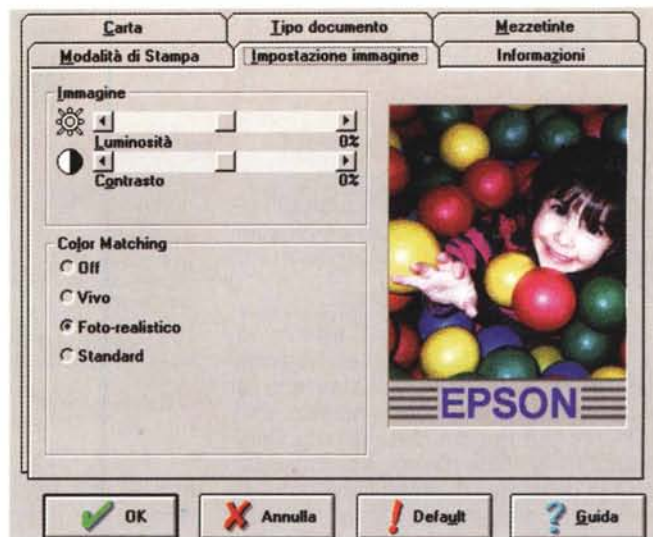 Carta Tipo documento Mezzetinte
Modalità di Stampa Impostazione immagine Informazioni
Immagine
Luminosità 0%
Contrasto 0%
Color Matching
Off
Vivo
Foto-realistico
Standard
EPSON
OK Annulla Default Guida